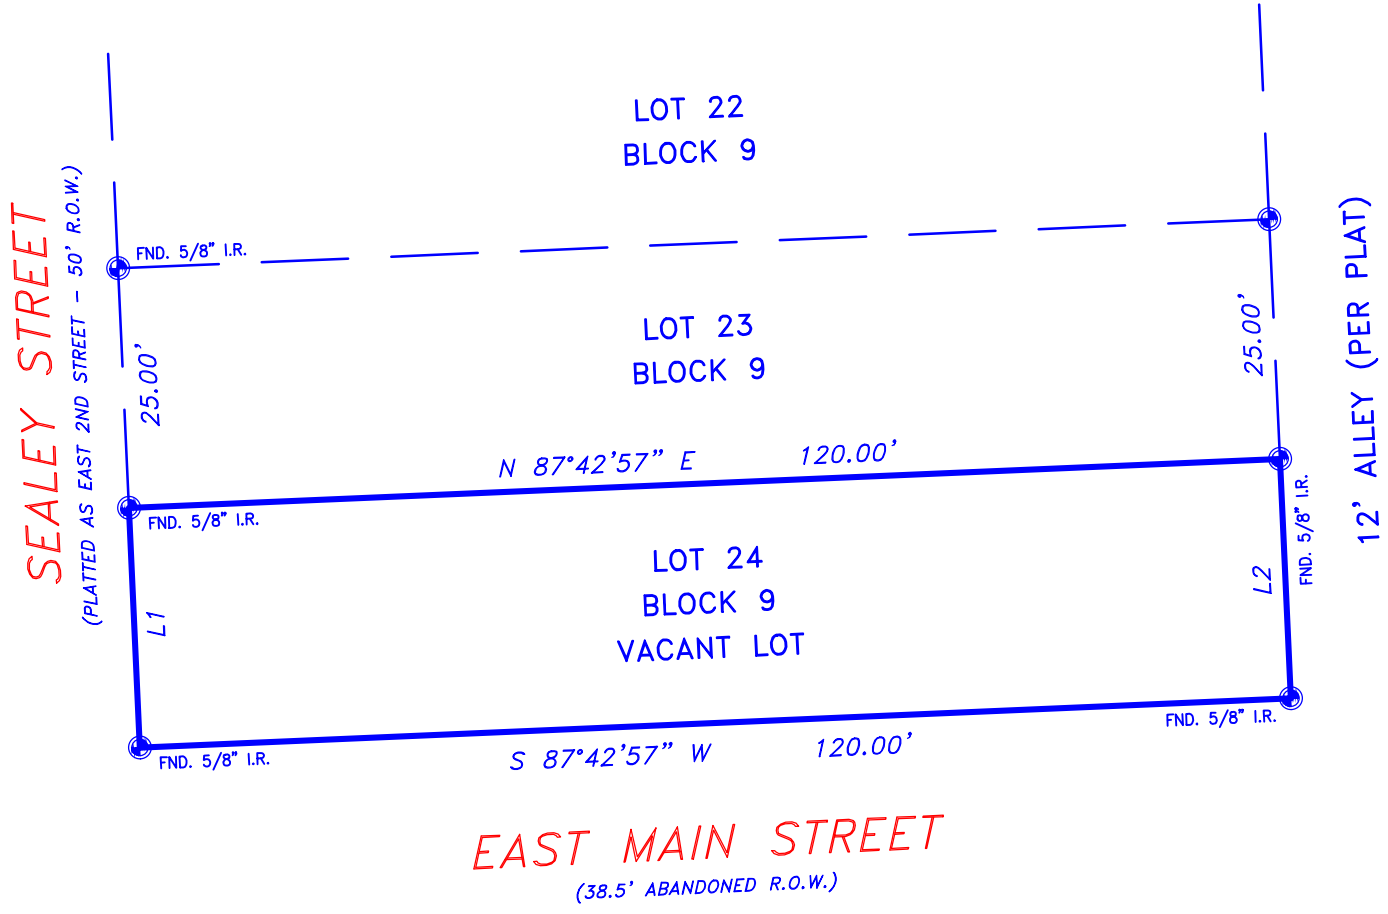 LOT 22
BLOCK 9
SEALEY STREET
(PLATTED AS EAST 2ND STREET - 50' R.O.W.)
FND. 5/8" I.R.
12' ALLEY (PER PLAT)
25.00'
LOT 23
BLOCK 9
25.00'
N 87°42'57" E 120.00'
FND. 5/8" I.R.
FND. 5/8" I.R.
L1
LOT 24
BLOCK 9
VACANT LOT
L2
FND. 5/8" I.R.
S 87°42'57" W 120.00'
FND. 5/8" I.R.
EAST MAIN STREET
(38.5' ABANDONED R.O.W.)